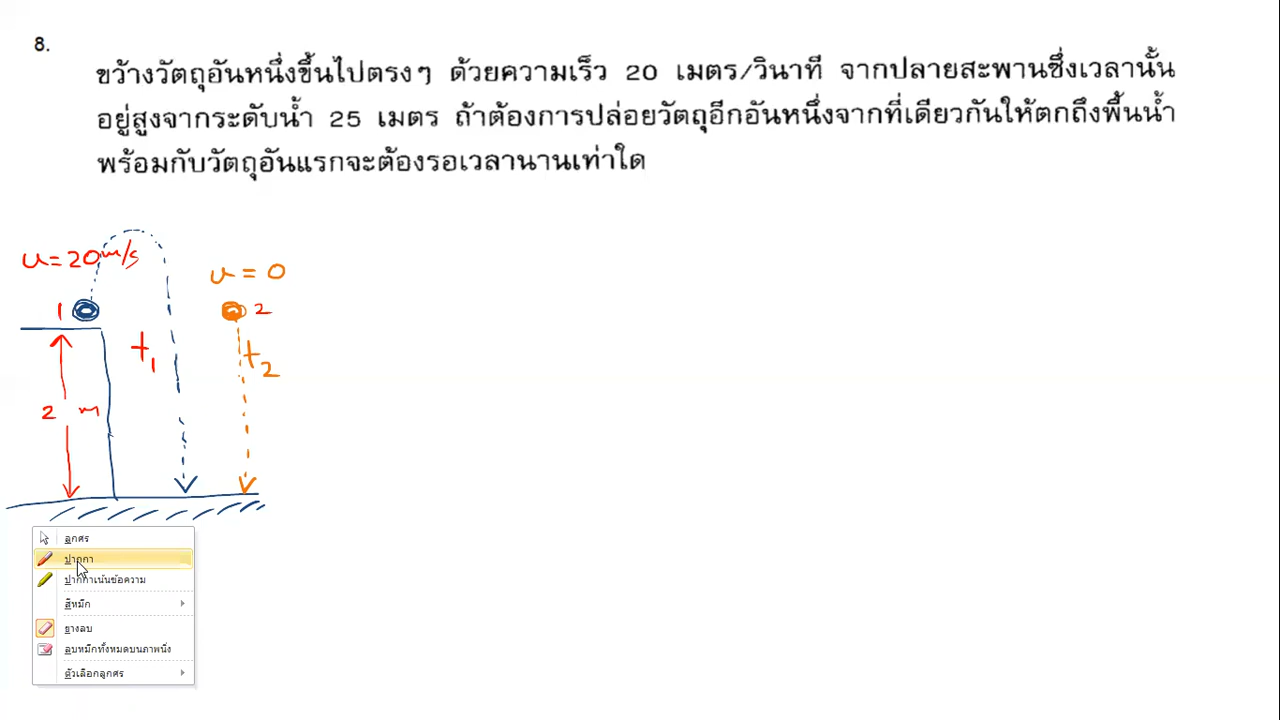 8.
ขว้างวัตถุอันหนึ่งขึ้นไปตรงๆ ด้วยความเร็ว 20 เมตร/วินาที จากปลายสะพานซึ่งเวลานั้น
อยู่สูงจากระดับน้ำ 25 เมตร ถ้าต้องการปล่อยวัตถุอีกอันหนึ่งจากที่เดียวกันให้ตกถึงพื้นน้ำ
พร้อมกับวัตถุอันแรกจะต้องรอเวลานานเท่าใด
u=20m/s
u = 0
1
2
t1
t2
2 m
ลูกศร
ปากกา
ปากกาเน้นข้อความ
สีหมึก
ยางลบ
ลบหมึกทั้งหมดบนภาพนิ่ง
ตัวเลือกลูกศร